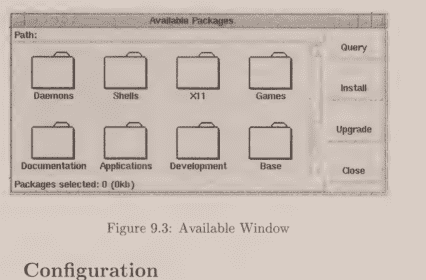 Available Packages
Path:
Query
Daemons Shells X11 Games
Install
Upgrade
Documentation Applications Development Base
Close
Packages selected: 0 (0kb)
Figure 9.3: Available Window
Configuration